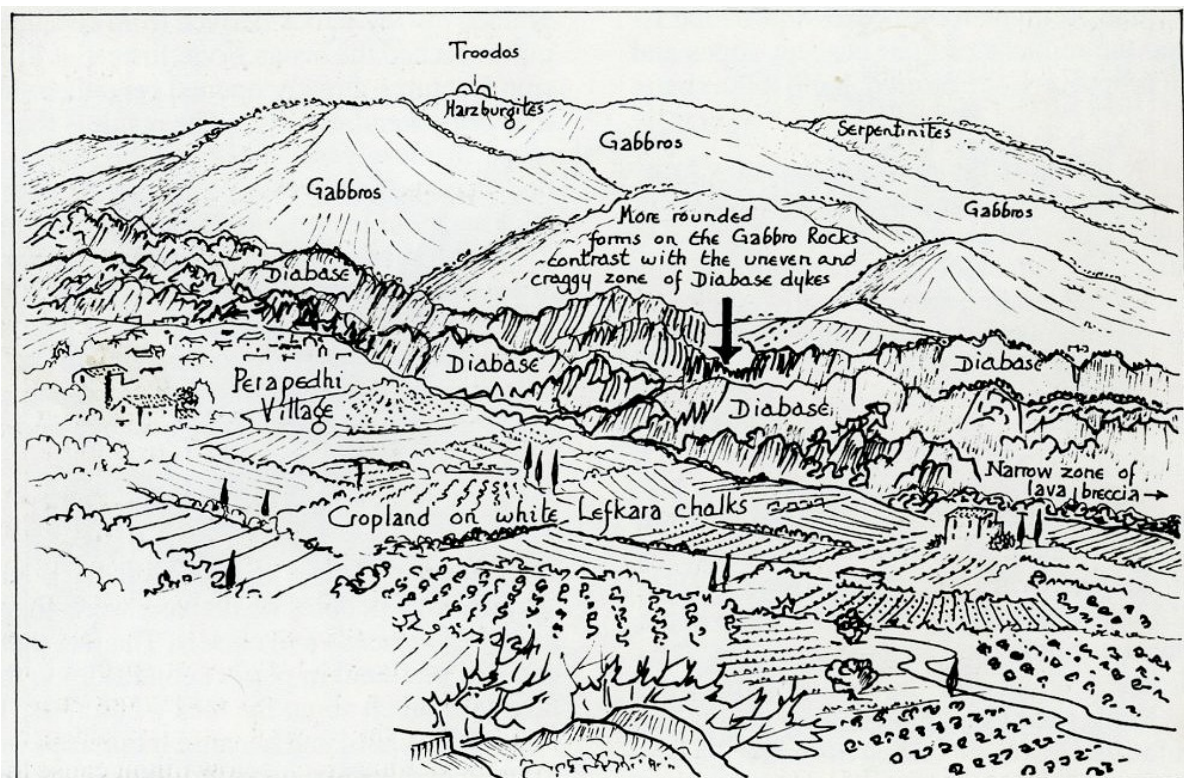 Troodos
Harzburgites
Serpentinites
Gabbros
Gabbros
Gabbros
More rounded
forms on the Gabbro Rocks
contrast with the uneven and
craggy zone of Diabase dykes
Diabase
Diabase
Diabase
Perapedhi
Village
Diabase
Narrow zone of
lava breccia →
Cropland on white Lefkara chalks